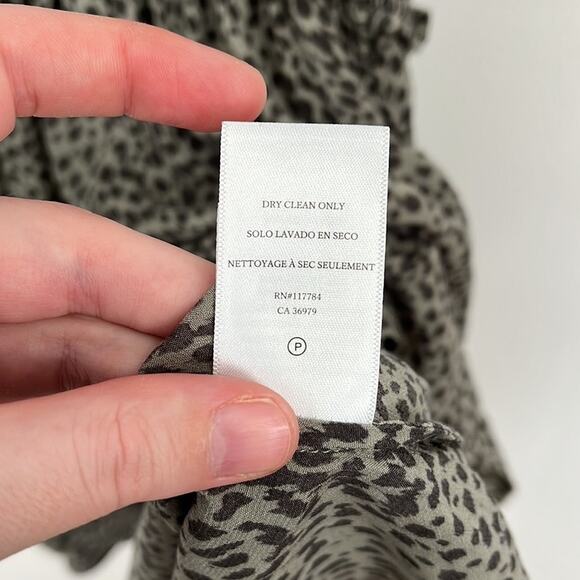 DRY CLEAN ONLY
SOLO LAVADO EN SECO
NETTOYAGE À SEC SEULEMENT
RN#117784
CA 36979
P